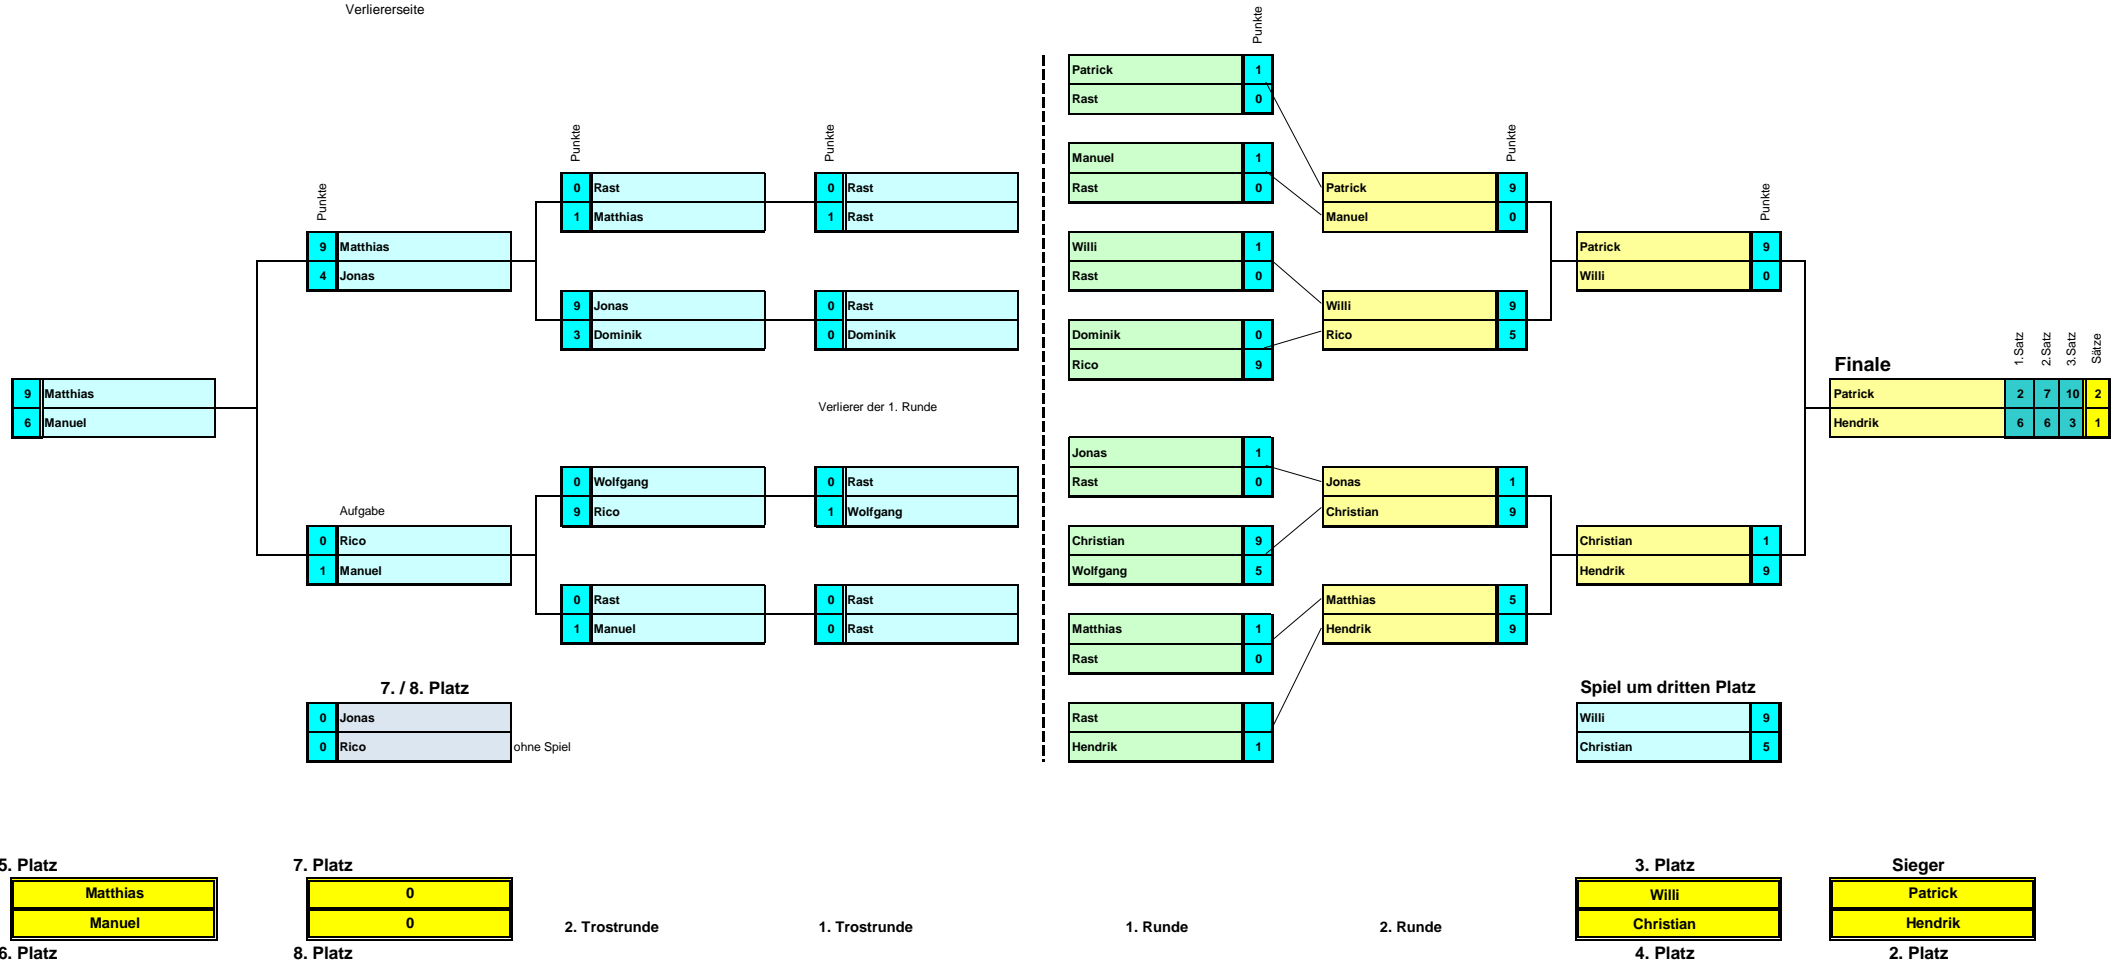 Verliererseite
Punkte
Patrick 1
Rast 0
Punkte
Punkte
Manuel 1
Punkte
0 Rast
0 Rast
Rast 0
Patrick 9
Punkte
1 Matthias
1 Rast
Manuel 0
Punkte
9 Matthias
Willi 1
Patrick 9
4 Jonas
Rast 0
Willi 0
9 Jonas
0 Rast
Willi 9
3 Dominik
0 Dominik
Dominik 0
Rico 5
1.Satz
2.Satz
3.Satz
Sätze
Rico 9
Finale
9 Matthias
Patrick 2 7 10 2
Verlierer der 1. Runde
6 Manuel
Hendrik 6 6 3 1
Jonas 1
0 Wolfgang
0 Rast
Rast 0
Jonas 1
Aufgabe
9 Rico
1 Wolfgang
Christian 9
0 Rico
Christian 9
Christian 1
1 Manuel
Wolfgang 5
Hendrik 9
0 Rast
0 Rast
Matthias 5
1 Manuel
0 Rast
Matthias 1
Hendrik 9
Rast 0
7. / 8. Platz
Spiel um dritten Platz
0 Jonas
Rast
Willi 9
0 Rico
ohne Spiel
Hendrik 1
Christian 5
5. Platz
7. Platz
3. Platz
Sieger
Matthias
0
Willi
Patrick
Manuel
0
2. Trostrunde
1. Trostrunde
1. Runde
2. Runde
Christian
Hendrik
6. Platz
8. Platz
4. Platz
2. Platz